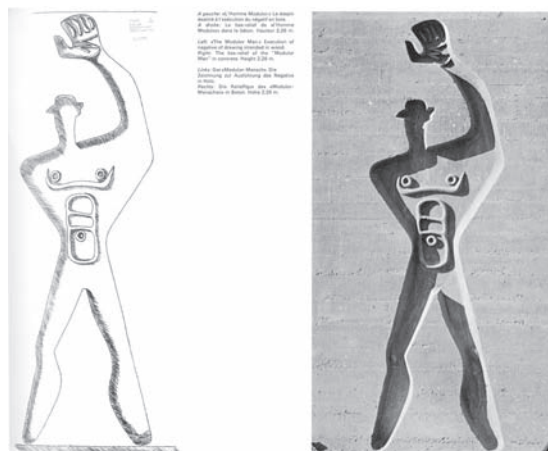 A gauche: «L'Homme Modulor» Le dessin
destiné à l'exécution du négatif en bois
A droite: Le bas-relief de «l'Homme
Modulor» dans le béton. Hauteur 2,26 m.
Left: «The Modular Man» Execution of
negative of drawing intended in wood
Right: The bas-relief of the "Modular
Man" in concrete. Height 2,26 m.
Links: Der «Modulor-Mensch». Die
Zeichnung zur Ausführung des Negativs
in Holz.
Rechts: Die Relieffigur des «Modulor-
Menschen» in Beton. Höhe 2,26 m.